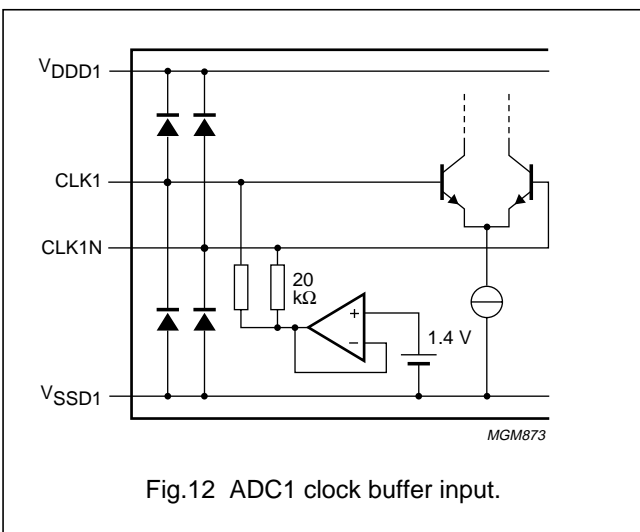 VDDD1
CLK1
CLK1N
20
kΩ
+
−
1.4 V
VSSD1
MGM873
Fig.12 ADC1 clock buffer input.